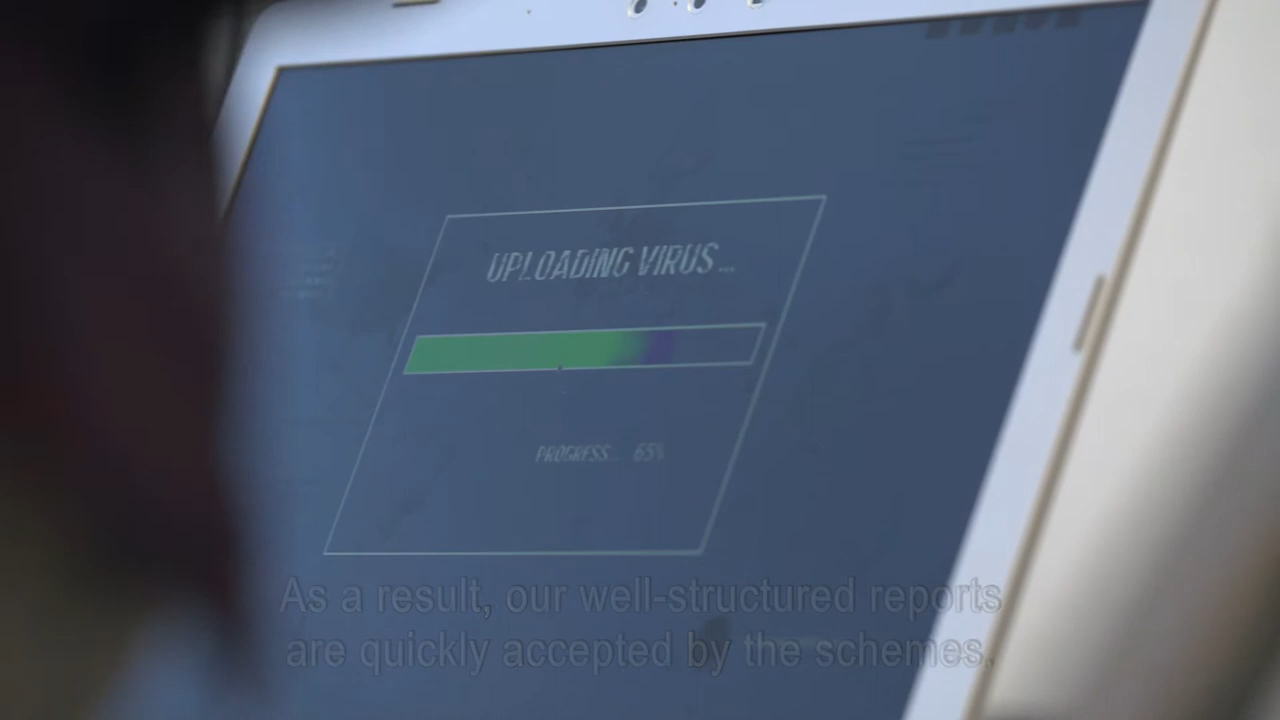 UPLOADING VIRUS...
PROGRESS... 65%
As a result, our well-structured reports
are quickly accepted by the schemes,